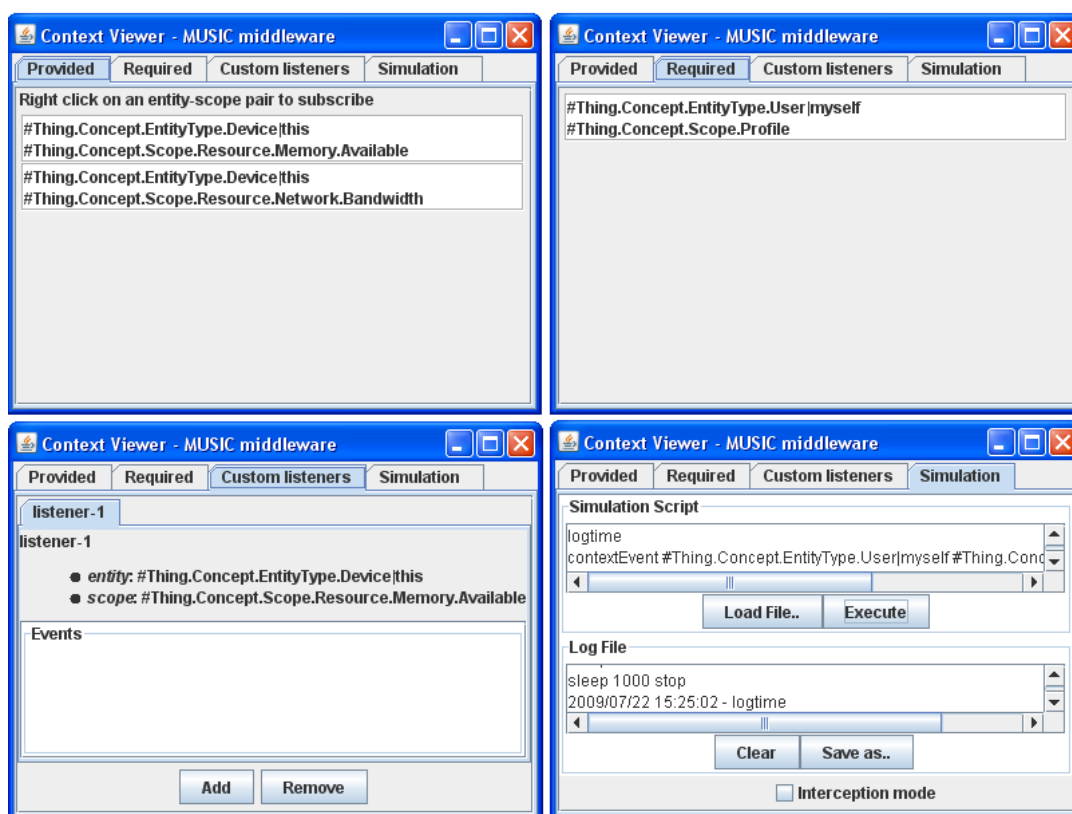 Context Viewer - MUSIC middleware
Provided Required Custom listeners Simulation
Right click on an entity-scope pair to subscribe
#Thing.Concept.EntityType.Device|this
#Thing.Concept.Scope.Resource.Memory.Available
#Thing.Concept.EntityType.Device|this
#Thing.Concept.Scope.Resource.Network.Bandwidth
Context Viewer - MUSIC middleware
Provided Required Custom listeners Simulation
#Thing.Concept.EntityType.User|myself
#Thing.Concept.Scope.Profile
Context Viewer - MUSIC middleware
Provided Required Custom listeners Simulation
listener-1
listener-1
entity: #Thing.Concept.EntityType.Device|this
scope: #Thing.Concept.Scope.Resource.Memory.Available
Events
Add Remove
Context Viewer - MUSIC middleware
Provided Required Custom listeners Simulation
Simulation Script
logtime
contextEvent #Thing.Concept.EntityType.User|myself #Thing.Conc
Load File.. Execute
Log File
sleep 1000 stop
2009/07/22 15:25:02 - logtime
Clear Save as..
Interception mode